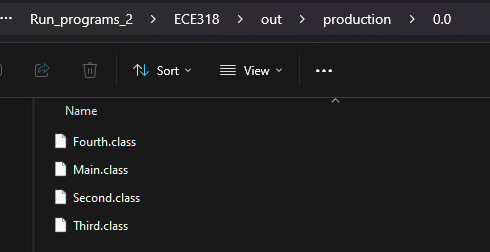 ··· Run_programs_2 > ECE318 > out > production > 0.0
Sort View ···
Name
Fourth.class
Main.class
Second.class
Third.class